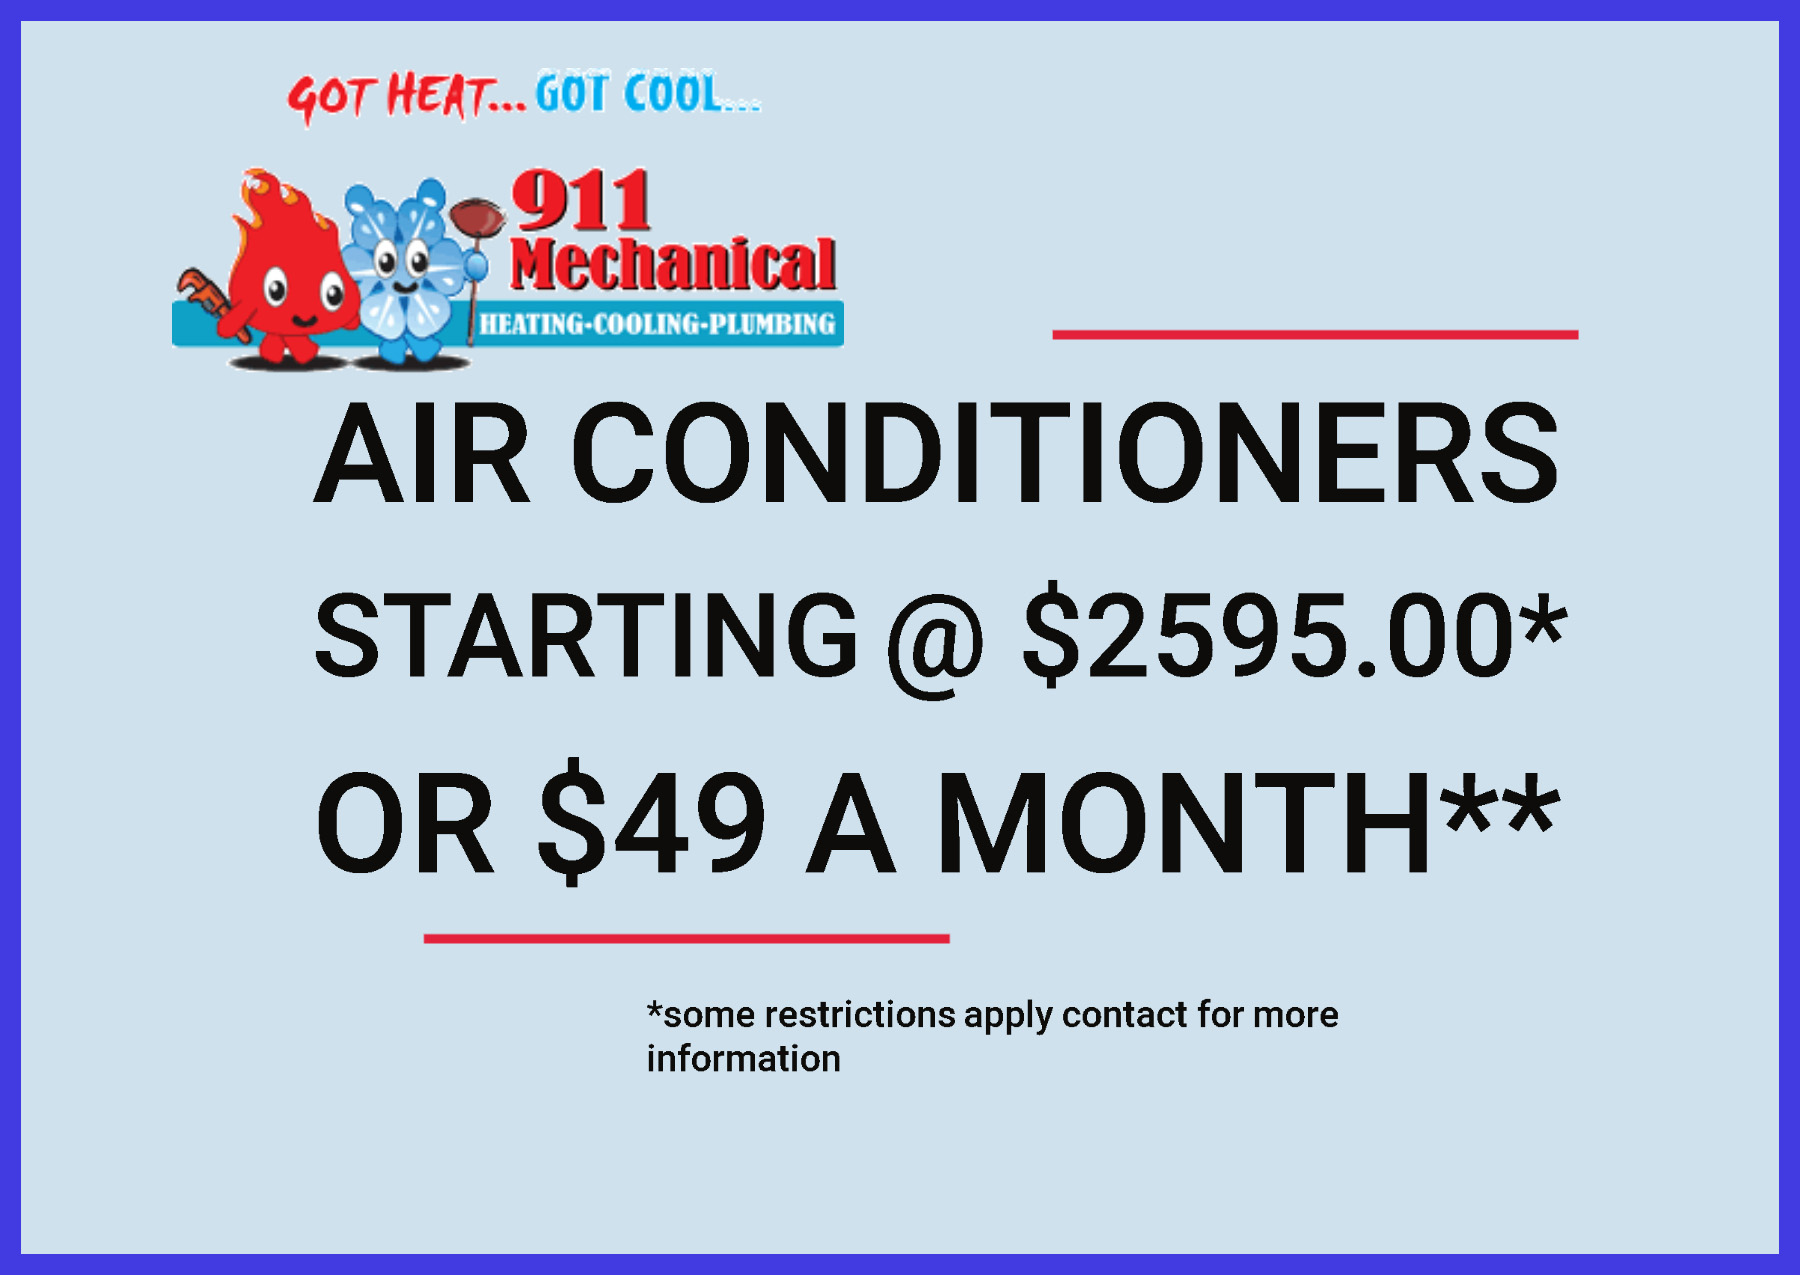 GOT HEAT... GOT COOL...
911
Mechanical
HEATING-COOLING-PLUMBING
AIR CONDITIONERS
STARTING @ $2595.00*
OR $49 A MONTH**
*some restrictions apply contact for more
information